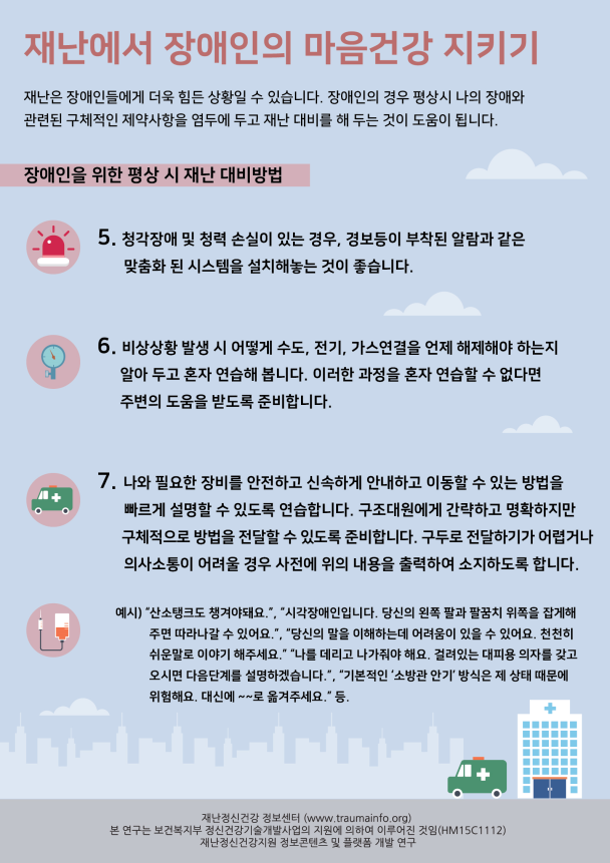 재난에서 장애인의 마음건강 지키기
재난은 장애인들에게 더욱 힘든 상황일 수 있습니다. 장애인의 경우 평상시 나의 장애와
관련된 구체적인 제약사항을 염두에 두고 재난 대비를 해 두는 것이 도움이 됩니다.
장애인을 위한 평상 시 재난 대비방법
5. 청각장애 및 청력 손실이 있는 경우, 경보등이 부착된 알람과 같은
맞춤화 된 시스템을 설치해놓는 것이 좋습니다.
6. 비상상황 발생 시 어떻게 수도, 전기, 가스연결을 언제 해제해야 하는지
알아 두고 혼자 연습해 봅니다. 이러한 과정을 혼자 연습할 수 없다면
주변의 도움을 받도록 준비합니다.
7. 나와 필요한 장비를 안전하고 신속하게 안내하고 이동할 수 있는 방법을
빠르게 설명할 수 있도록 연습합니다. 구조대원에게 간략하고 명확하지만
구체적으로 방법을 전달할 수 있도록 준비합니다. 구두로 전달하기가 어렵거나
의사소통이 어려울 경우 사전에 위의 내용을 출력하여 소지하도록 합니다.
예시) “산소탱크도 챙겨야돼요.”, “시각장애인입니다. 당신의 왼쪽 팔과 팔꿈치 위쪽을 잡게해
주면 따라나갈 수 있어요.”, “당신의 말을 이해하는데 어려움이 있을 수 있어요. 천천히
쉬운말로 이야기 해주세요.” “나를 데리고 나가줘야 해요. 걸려있는 대피용 의자를 갖고
오시면 다음단계를 설명하겠습니다.”, “기본적인 ‘소방관 안기’ 방식은 제 상태 때문에
위험해요. 대신에 ~~로 옮겨주세요.” 등.
재난정신건강 정보센터 (www.traumainfo.org)
본 연구는 보건복지부 정신건강기술개발사업의 지원에 의하여 이루어진 것임(HM15C1112)
재난정신건강지원 정보콘텐츠 및 플랫폼 개발 연구